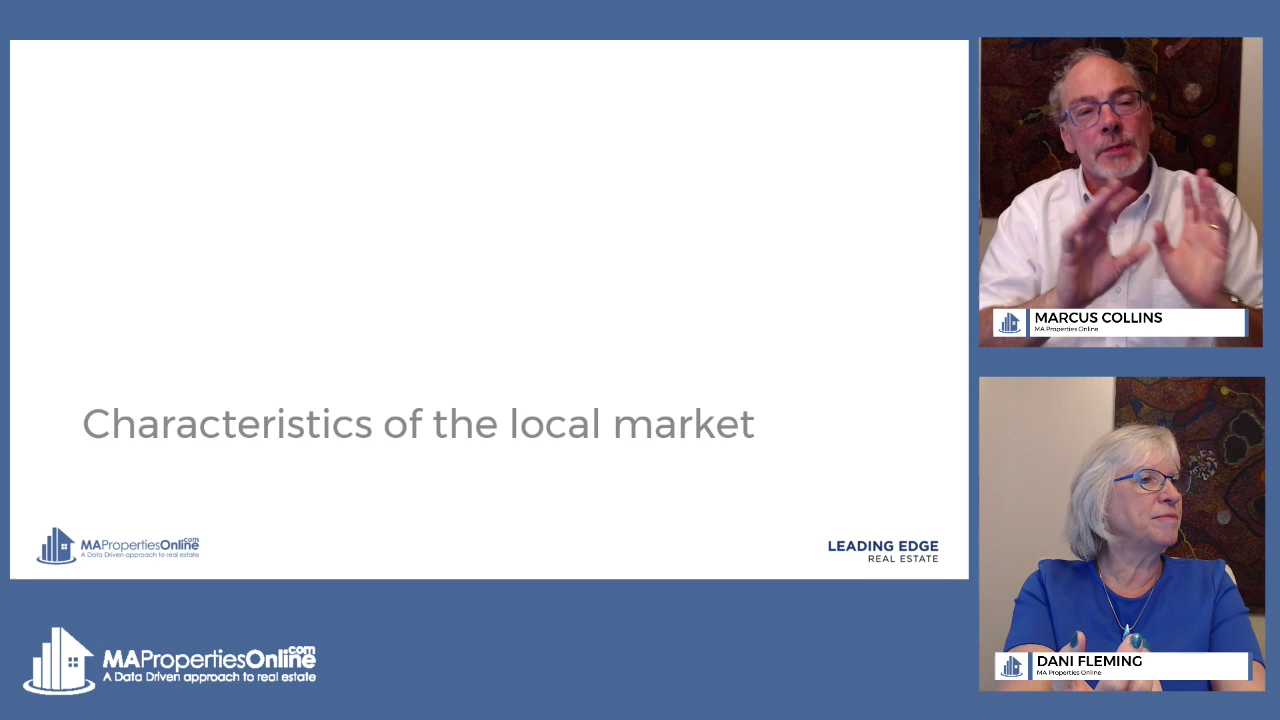 Characteristics of the local market
MAPropertiesOnline.com
A Data Driven approach to real estate
LEADING EDGE
REAL ESTATE
MARCUS COLLINS
MA Properties Online
DANI FLEMING
MA Properties Online
MAPropertiesOnline.com
A Data Driven approach to real estate